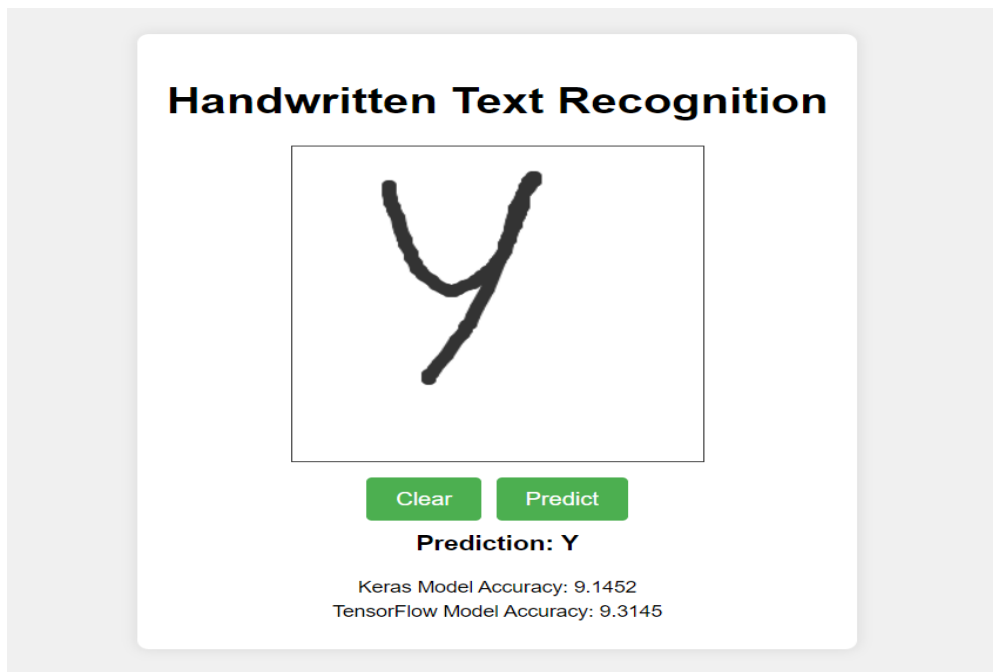 Handwritten Text Recognition
y
Clear Predict
Prediction: Y
Keras Model Accuracy: 9.1452
TensorFlow Model Accuracy: 9.3145